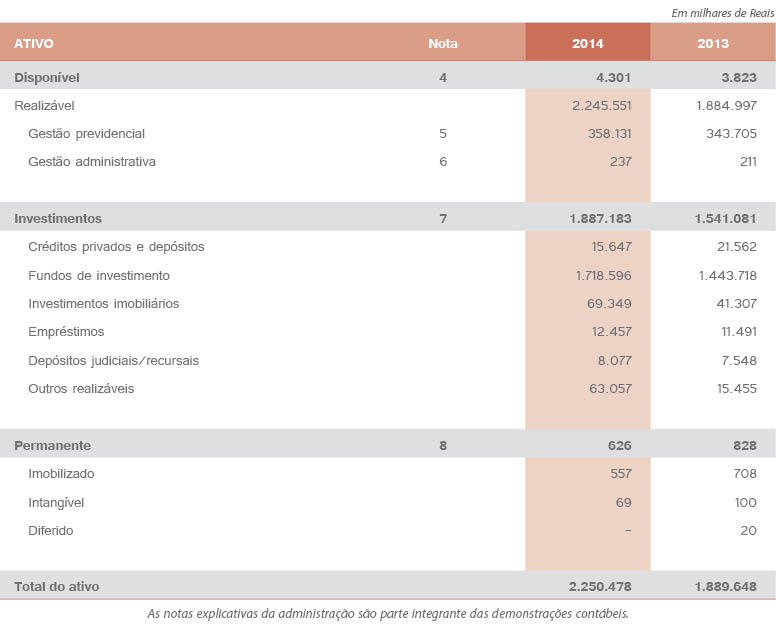 Em milhares de Reais
ATIVO Nota 2014 2013
Disponível 4 4.301 3.823
Realizável 2.245.551 1.884.997
Gestão previdencial 5 358.131 343.705
Gestão administrativa 6 237 211
Investimentos 7 1.887.183 1.541.081
Créditos privados e depósitos 15.647 21.562
Fundos de investimento 1.718.596 1.443.718
Investimentos imobiliários 69.349 41.307
Empréstimos 12.457 11.491
Depósitos judiciais/recursais 8.077 7.548
Outros realizáveis 63.057 15.455
Permanente 8 626 828
Imobilizado 557 708
Intangível 69 100
Diferido – 20
Total do ativo 2.250.478 1.889.648
As notas explicativas da administração são parte integrante das demonstrações contábeis.